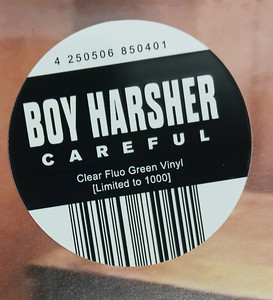 4 250506 850401
BOY HARSHER
CAREFUL
Clear Fluo Green Vinyl
[Limited to 1000]